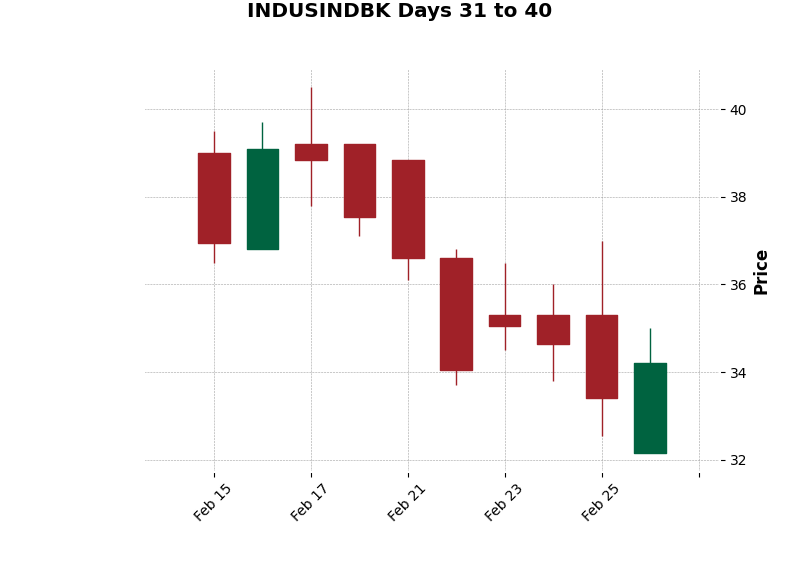 INDUSINDBK Days 31 to 40
40
38
36
34
32
Price
Feb 15
Feb 17
Feb 21
Feb 23
Feb 25